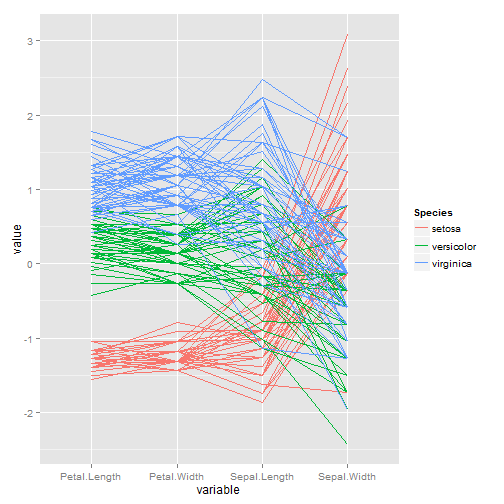 3
2
1
0
-1
-2
value
Petal.Length Petal.Width Sepal.Length Sepal.Width
variable
Species
setosa
versicolor
virginica